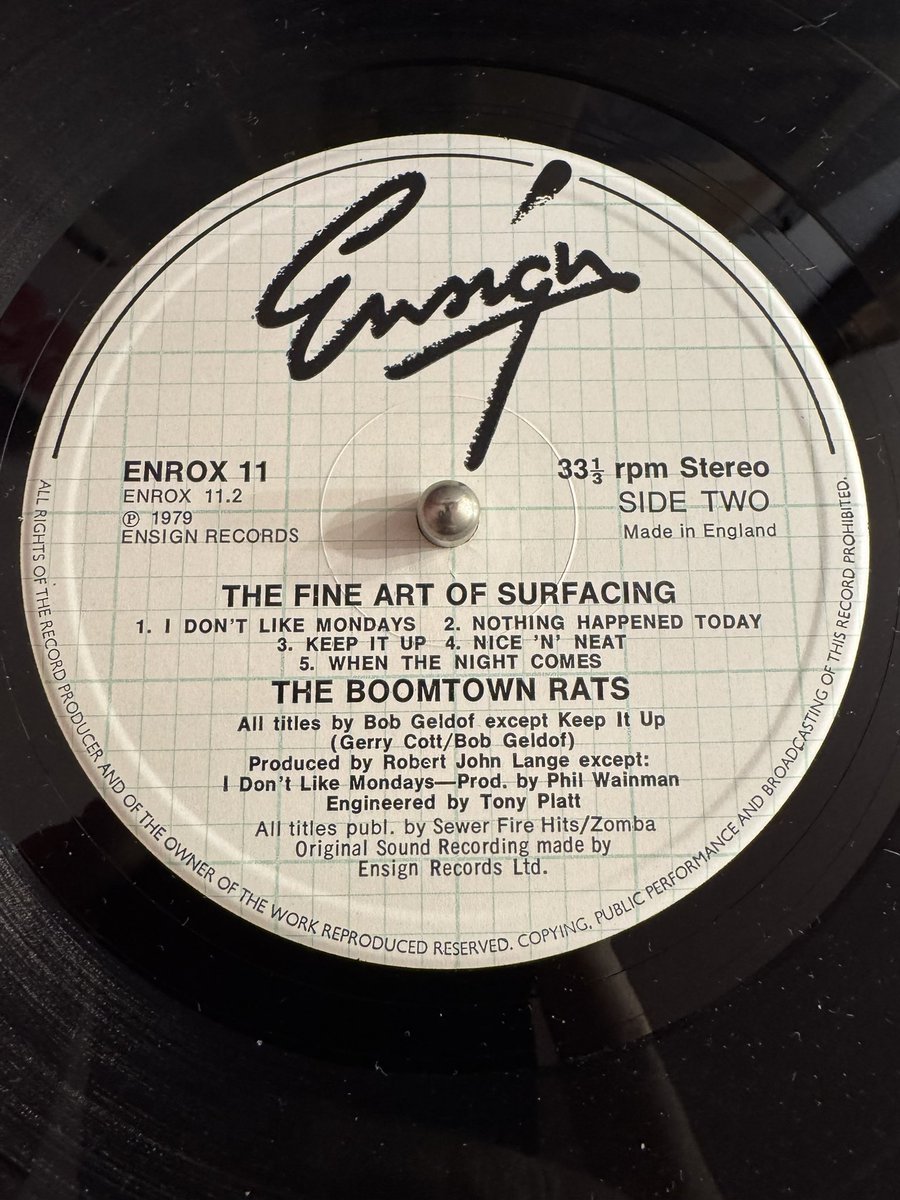 Ensign
ENROX 11
ENROX 11.2
Ⓟ 1979
ENSIGN RECORDS
33⅓ rpm Stereo
SIDE TWO
Made in England
THE FINE ART OF SURFACING
1. I DON'T LIKE MONDAYS 2. NOTHING HAPPENED TODAY
3. KEEP IT UP 4. NICE 'N' NEAT
5. WHEN THE NIGHT COMES
THE BOOMTOWN RATS
All titles by Bob Geldof except Keep It Up
(Gerry Cott/Bob Geldof)
Produced by Robert John Lange except:
I Don't Like Mondays—Prod. by Phil Wainman
Engineered by Tony Platt
All titles publ. by Sewer Fire Hits/Zomba
Original Sound Recording made by
Ensign Records Ltd.
ALL RIGHTS OF THE RECORD PRODUCER AND OF THE OWNER OF THE WORK REPRODUCED RESERVED. COPYING, PUBLIC PERFORMANCE AND BROADCASTING OF THIS RECORD PROHIBITED.